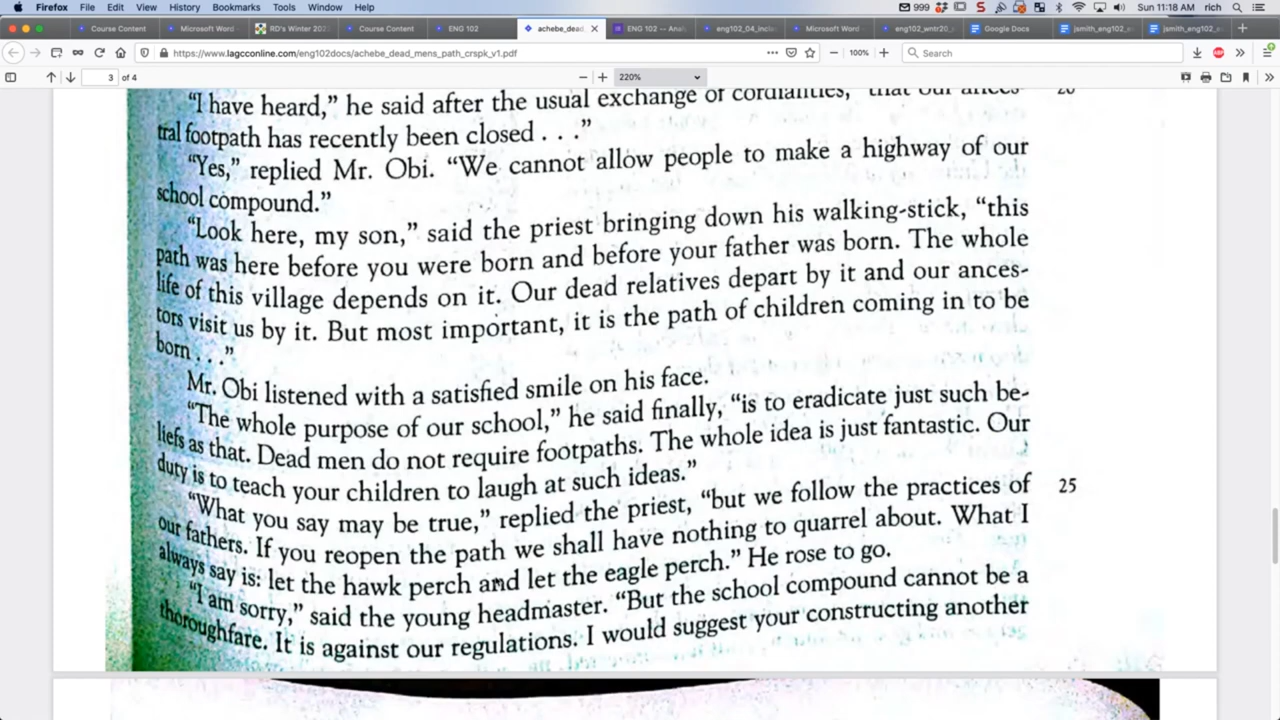 Firefox File Edit View History Bookmarks Tools Window Help 999 Sun 11:18 AM rich
Course Content Microsoft Word RD's Winter 202 Course Content ENG 102 achebe_dead_ ENG 102 -- Anal eng102_04_incla Microsoft Word eng102_wntr20_ Google Docs jsmith_eng102_e jsmith_eng102_e
https://www.lagcconline.com/eng102docs/achebe_dead_mens_path_crspk_v1.pdf 100% Search
3 of 4 220%
“I have heard,” he said after the usual exchange of cordialities, “that our ances- 20
tral footpath has recently been closed . . .”
“Yes,” replied Mr. Obi. “We cannot allow people to make a highway of our
school compound.”
“Look here, my son,” said the priest bringing down his walking-stick, “this
path was here before you were born and before your father was born. The whole
life of this village depends on it. Our dead relatives depart by it and our ances-
tors visit us by it. But most important, it is the path of children coming in to be
born . . .”
Mr. Obi listened with a satisfied smile on his face.
“The whole purpose of our school,” he said finally, “is to eradicate just such be-
liefs as that. Dead men do not require footpaths. The whole idea is just fantastic. Our
duty is to teach your children to laugh at such ideas.”
“What you say may be true,” replied the priest, “but we follow the practices of 25
our fathers. If you reopen the path we shall have nothing to quarrel about. What I
always say is: let the hawk perch and let the eagle perch.” He rose to go.
“I am sorry,” said the young headmaster. “But the school compound cannot be a
thoroughfare. It is against our regulations. I would suggest your constructing another